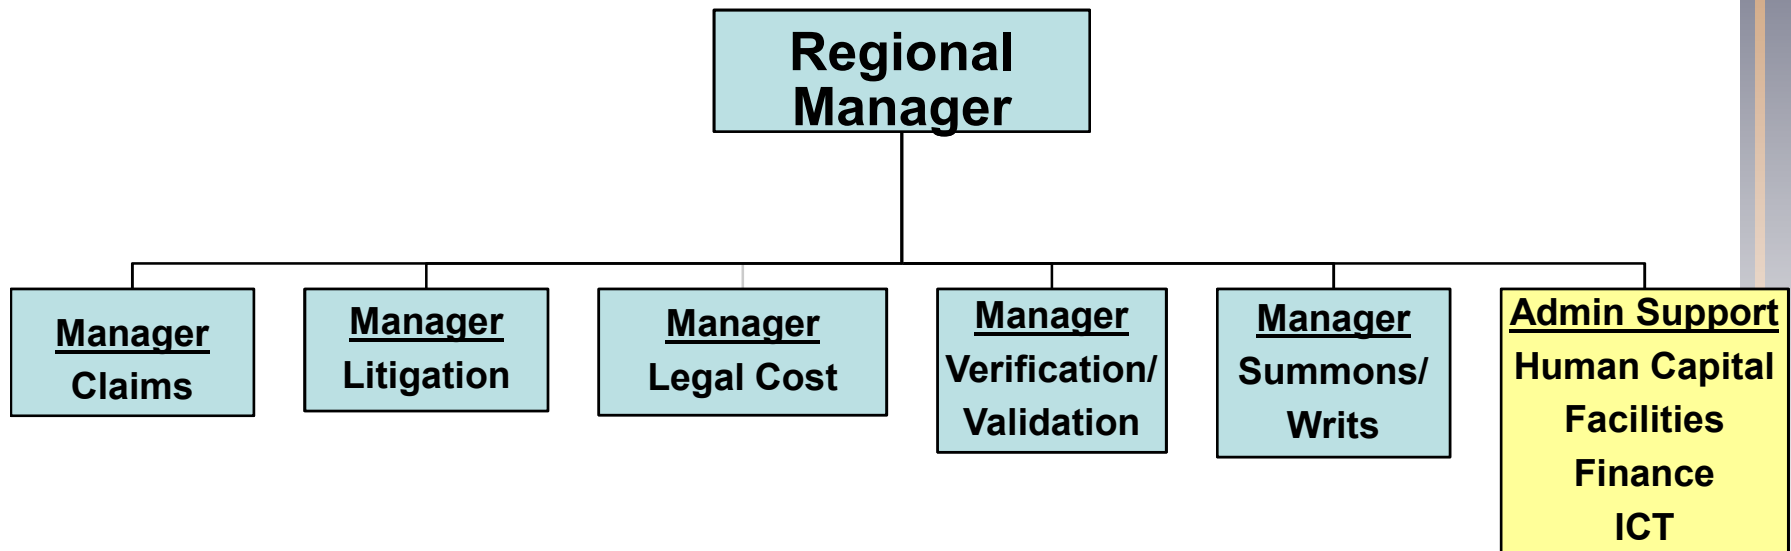 Regional
Manager
Manager
Claims
Manager
Litigation
Manager
Legal Cost
Manager
Verification/
Validation
Manager
Summons/
Writs
Admin Support
Human Capital
Facilities
Finance
ICT